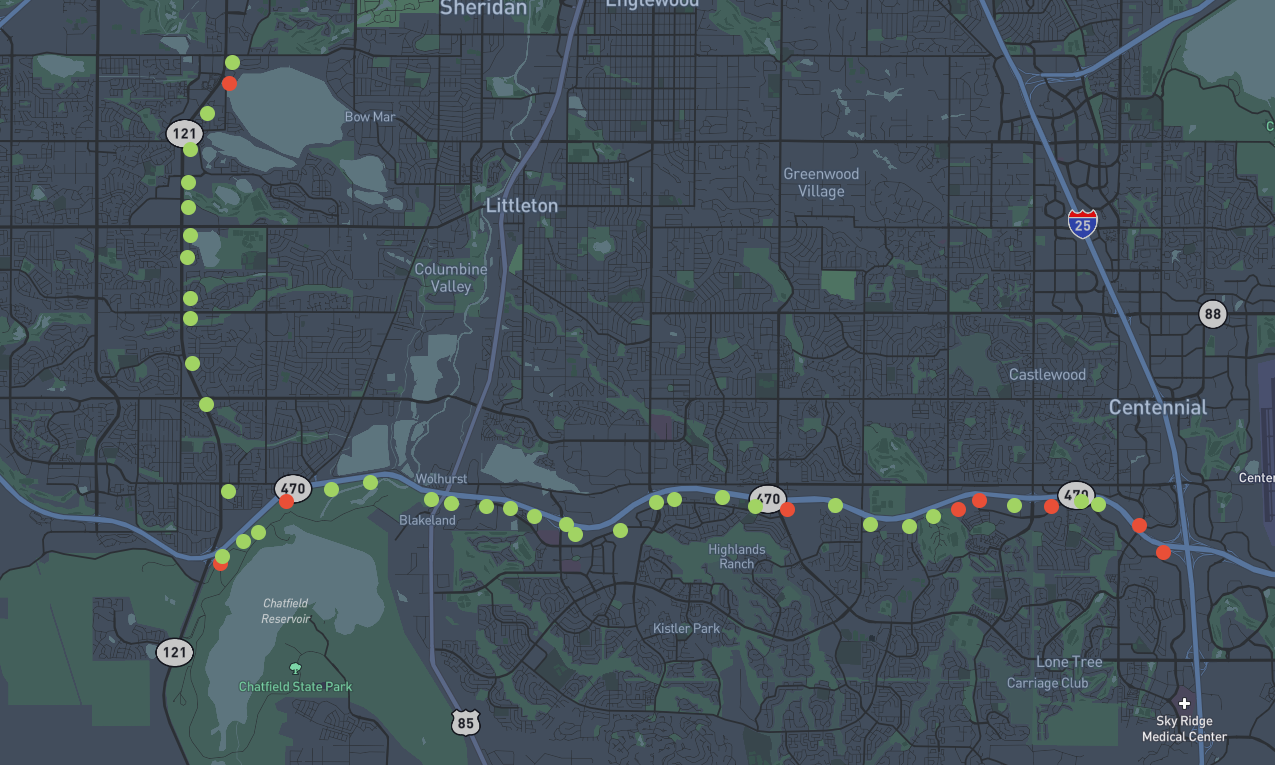 Sheridan
Englewood
Bow Mar
121
Greenwood
Village
Littleton
25
Columbine
Valley
88
Castlewood
Centennial
Wolhurst
470
470
470
Blakeland
Highlands
Ranch
Chatfield
Reservoir
Kistler Park
121
Lone Tree
Carriage Club
Chatfield State Park
85
Sky Ridge
Medical Center